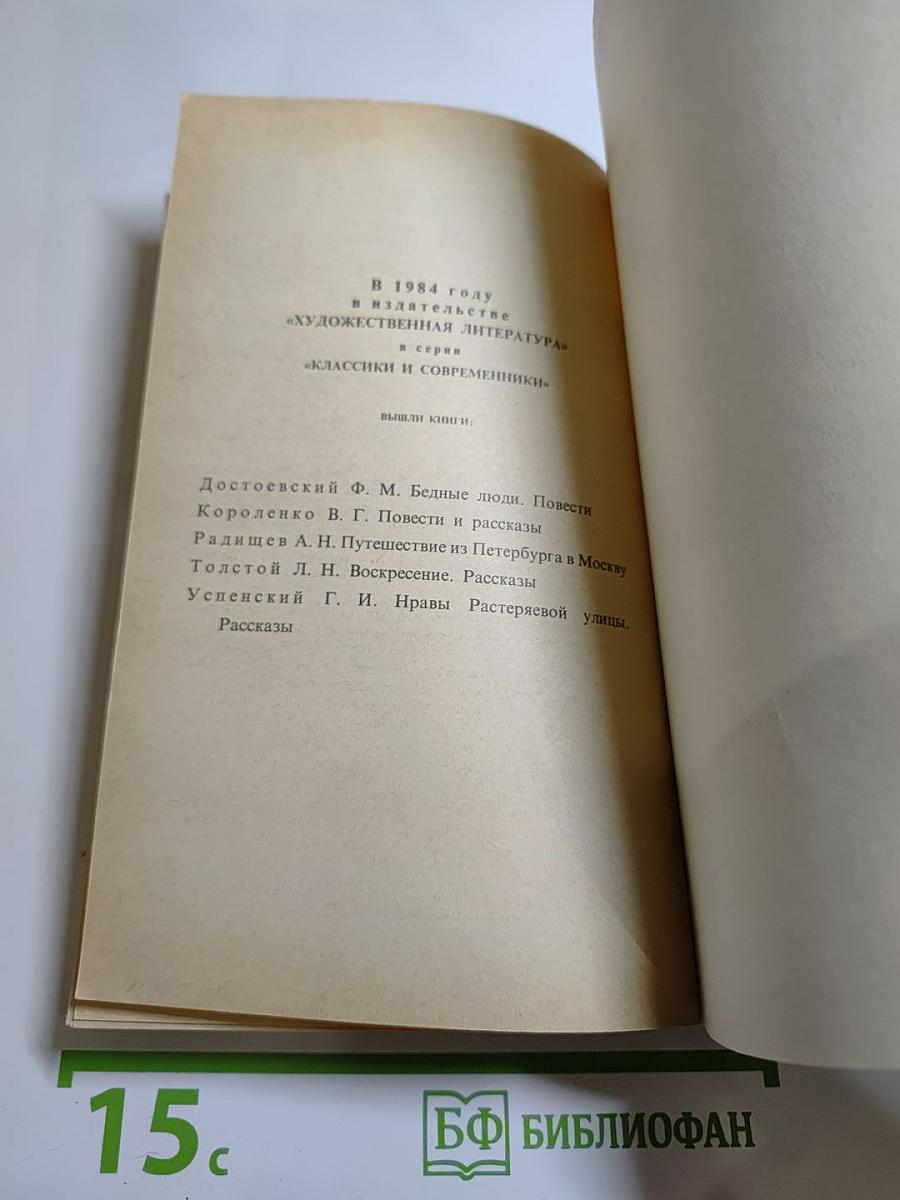 В 1984 году
в издательстве
«ХУДОЖЕСТВЕННАЯ ЛИТЕРАТУРА»
в серии
«КЛАССИКИ И СОВРЕМЕННИКИ»
ВЫШЛИ КНИГИ:
Достоевский Ф. М. Бедные люди. Повести
Короленко В. Г. Повести и рассказы
Радищев А. Н. Путешествие из Петербурга в Москву
Толстой Л. Н. Воскресение. Рассказы
Успенский Г. И. Нравы Растеряевой улицы.
Рассказы
15 с
БФ БИБЛИОФАН